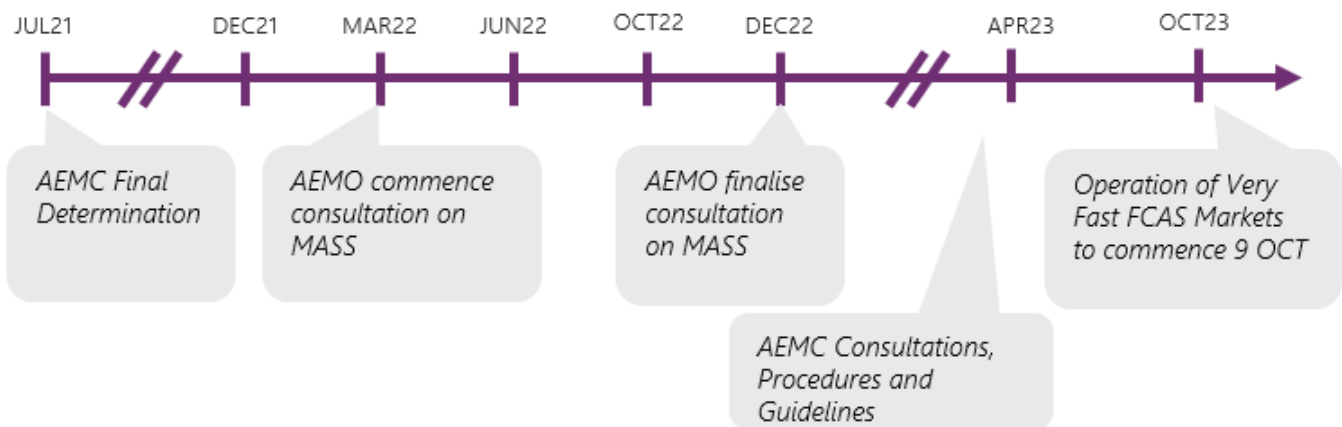 JUL21
DEC21
MAR22
JUN22
OCT22
DEC22
APR23
OCT23
AEMC Final
Determination
AEMO commence
consultation on
MASS
AEMO finalise
consultation
on MASS
AEMC Consultations,
Procedures and
Guidelines
Operation of Very
Fast FCAS Markets
to commence 9 OCT